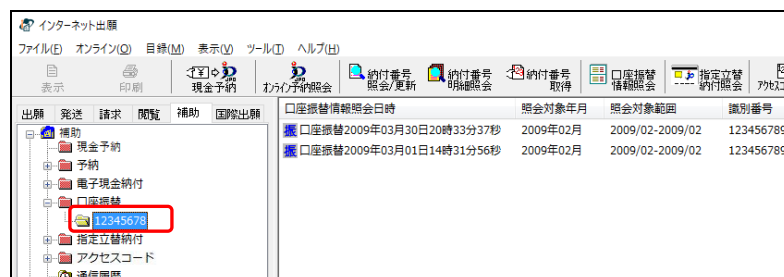 インターネット出願
ファイル(F) オンライン(O) 目録(M) 表示(V) ツール(T) ヘルプ(H)
表示 印刷 現金予納 オンライン予納照会 納付番号照会/更新 納付番号明細照会 納付番号取得 口座振替情報照会 指定立替納付照会
出願 発送 請求 閲覧 補助 国際出願
口座振替情報照会日時 照会対象年月 照会対象範囲 識別番号
振 口座振替2009年03月30日20時33分37秒 2009年02月 2009/02-2009/02 123456789
振 口座振替2009年03月01日14時31分56秒 2009年02月 2009/02-2009/02 123456789
補助
現金予納
予納
電子現金納付
口座振替
12345678
指定立替納付
アクセスコード
通信履歴